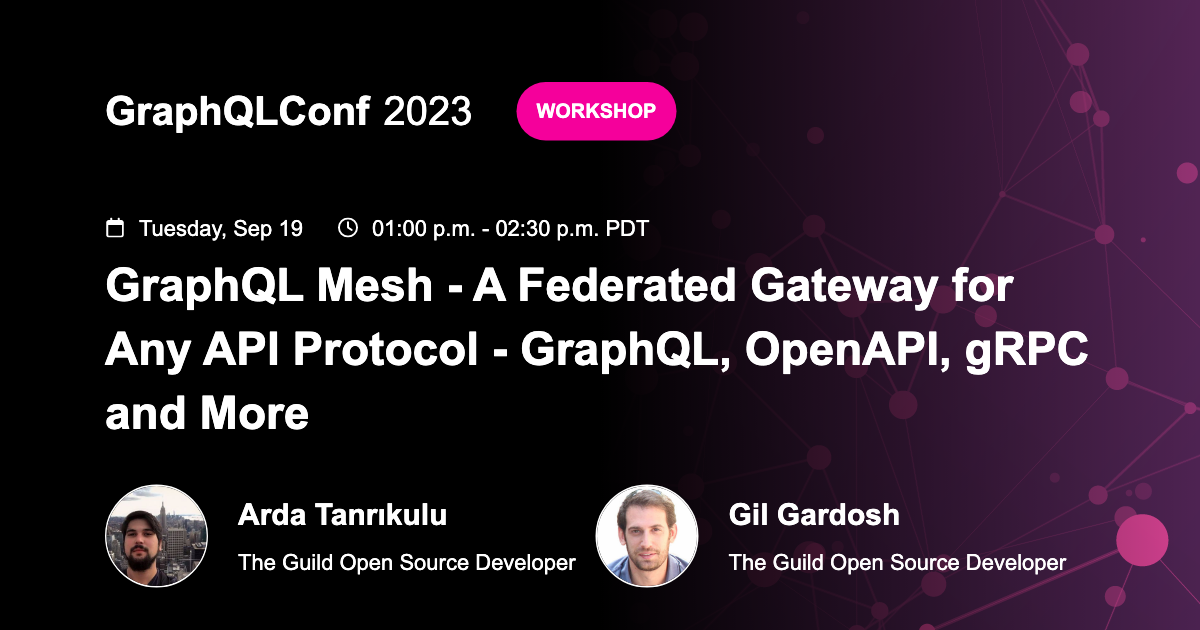 GraphQLConf 2023 WORKSHOP
Tuesday, Sep 19 01:00 p.m. - 02:30 p.m. PDT
GraphQL Mesh - A Federated Gateway for
Any API Protocol - GraphQL, OpenAPI, gRPC
and More
Arda Tanrıkulu Gil Gardosh
The Guild Open Source Developer The Guild Open Source Developer